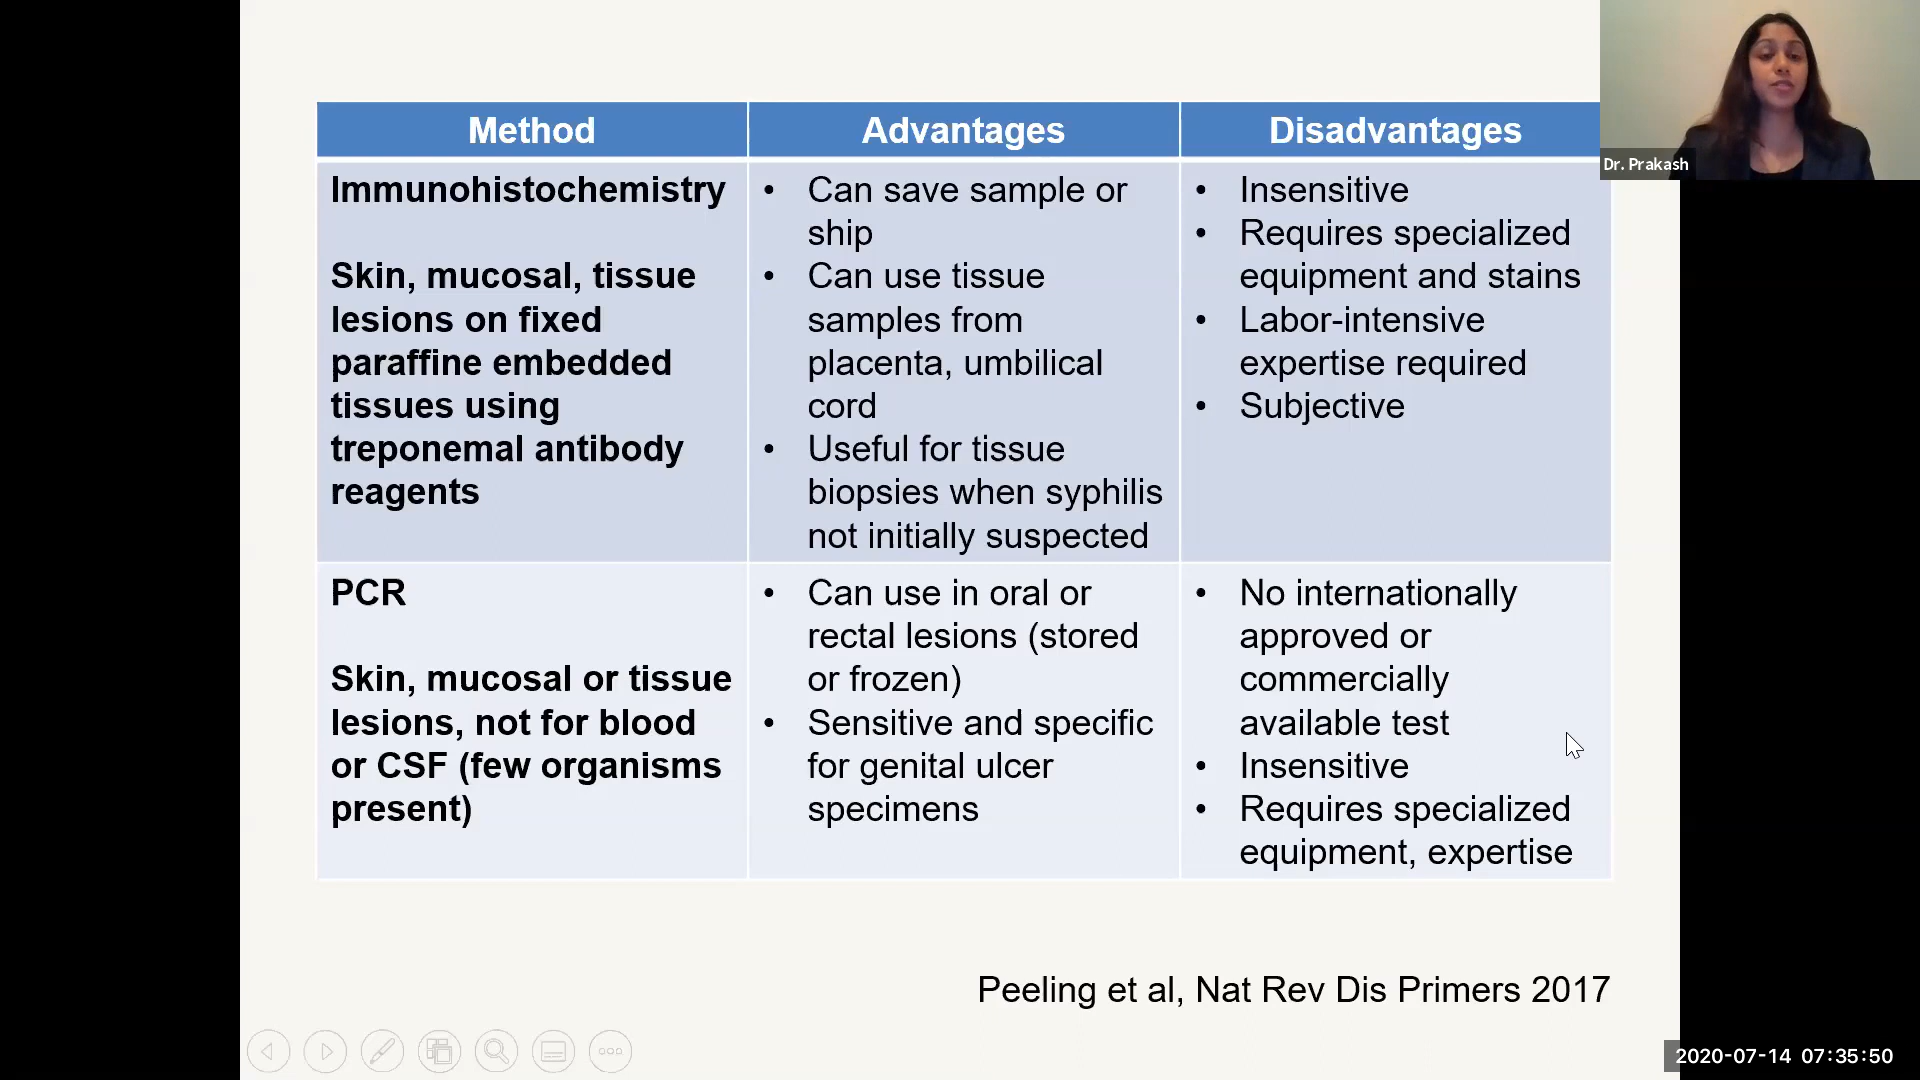 Method
Advantages
Disadvantages
Immunohistochemistry
Skin, mucosal, tissue
lesions on fixed
paraffine embedded
tissues using
treponemal antibody
reagents
• Can save sample or
ship
• Can use tissue
samples from
placenta, umbilical
cord
• Useful for tissue
biopsies when syphilis
not initially suspected
• Insensitive
• Requires specialized
equipment and stains
• Labor-intensive
expertise required
• Subjective
PCR
Skin, mucosal or tissue
lesions, not for blood
or CSF (few organisms
present)
• Can use in oral or
rectal lesions (stored
or frozen)
• Sensitive and specific
for genital ulcer
specimens
• No internationally
approved or
commercially
available test
• Insensitive
• Requires specialized
equipment, expertise
Peeling et al, Nat Rev Dis Primers 2017
Dr. Prakash
2020-07-14 07:35:50